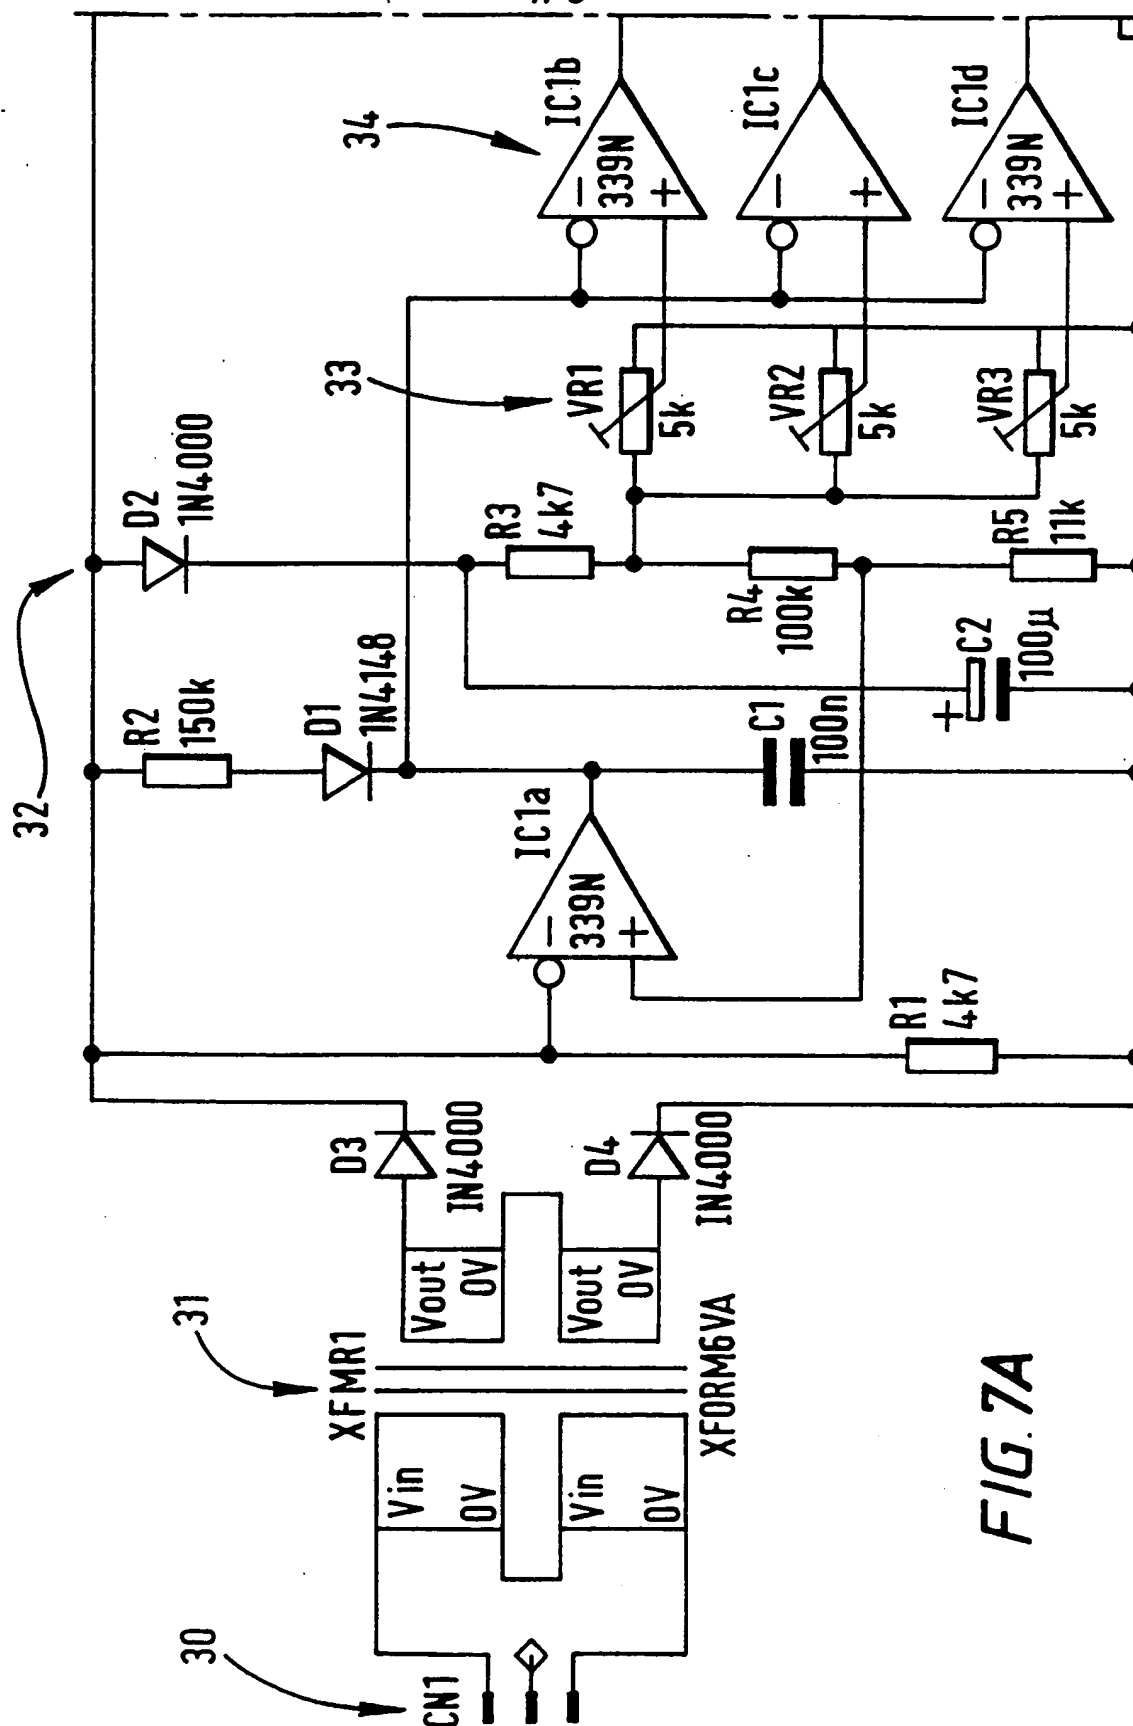 30
CN1
Vin
0V
Vin
0V
31
XFMR1
XFORM6VA
Vout
0V
Vout
0V
D3
IN4000
D4
IN4000
R1
4k7
32
IC1a
339N
−
+
R2
150k
D1
1N4148
C1
100n
D2
1N4000
+
C2
100µ
R3
4k7
R4
100k
R5
11k
33
VR1
5k
VR2
5k
VR3
5k
34
IC1b
−
339N
+
IC1c
−
+
IC1d
−
339N
+
FIG. 7A